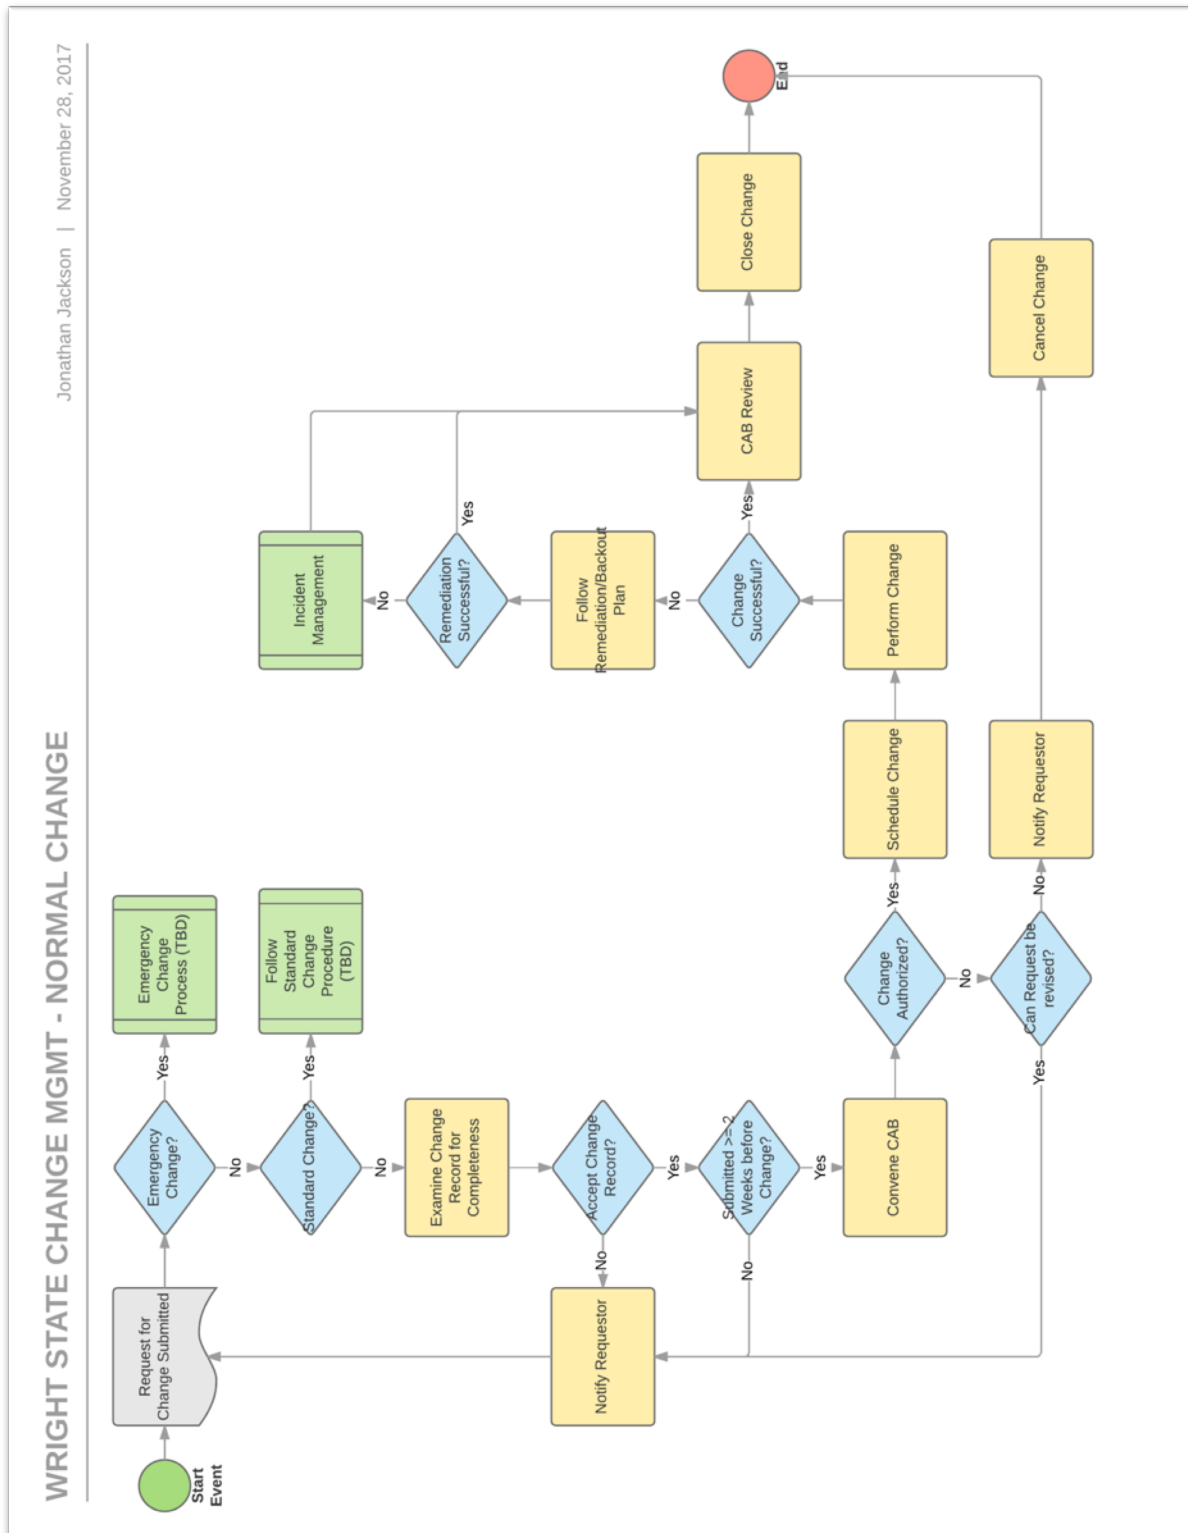 WRIGHT STATE CHANGE MGMT - NORMAL CHANGE
Jonathan Jackson | November 28, 2017
Start
Event
Request for
Change Submitted
Emergency
Change?
Yes
Emergency
Change
Process (TBD)
No
Standard Change?
Yes
Follow
Standard
Change
Procedure
(TBD)
No
Examine Change
Record for
Completeness
Accept Change
Record?
No
Notify Requestor
Yes
Submitted >= 2
Weeks before
Change?
No
Yes
Convene CAB
Change
Authorized?
Yes
Schedule Change
No
Can Request be
revised?
Yes
No
Notify Requestor
Cancel Change
Perform Change
Change
Successful?
Yes
No
Follow
Remediation/Backout
Plan
Remediation
Successful?
Yes
No
Incident
Management
CAB Review
Close Change
End